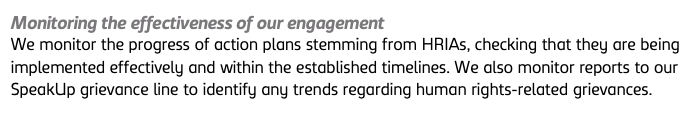 Monitoring the effectiveness of our engagement
We monitor the progress of action plans stemming from HRIAs, checking that they are being
implemented effectively and within the established timelines. We also monitor reports to our
SpeakUp grievance line to identify any trends regarding human rights-related grievances.